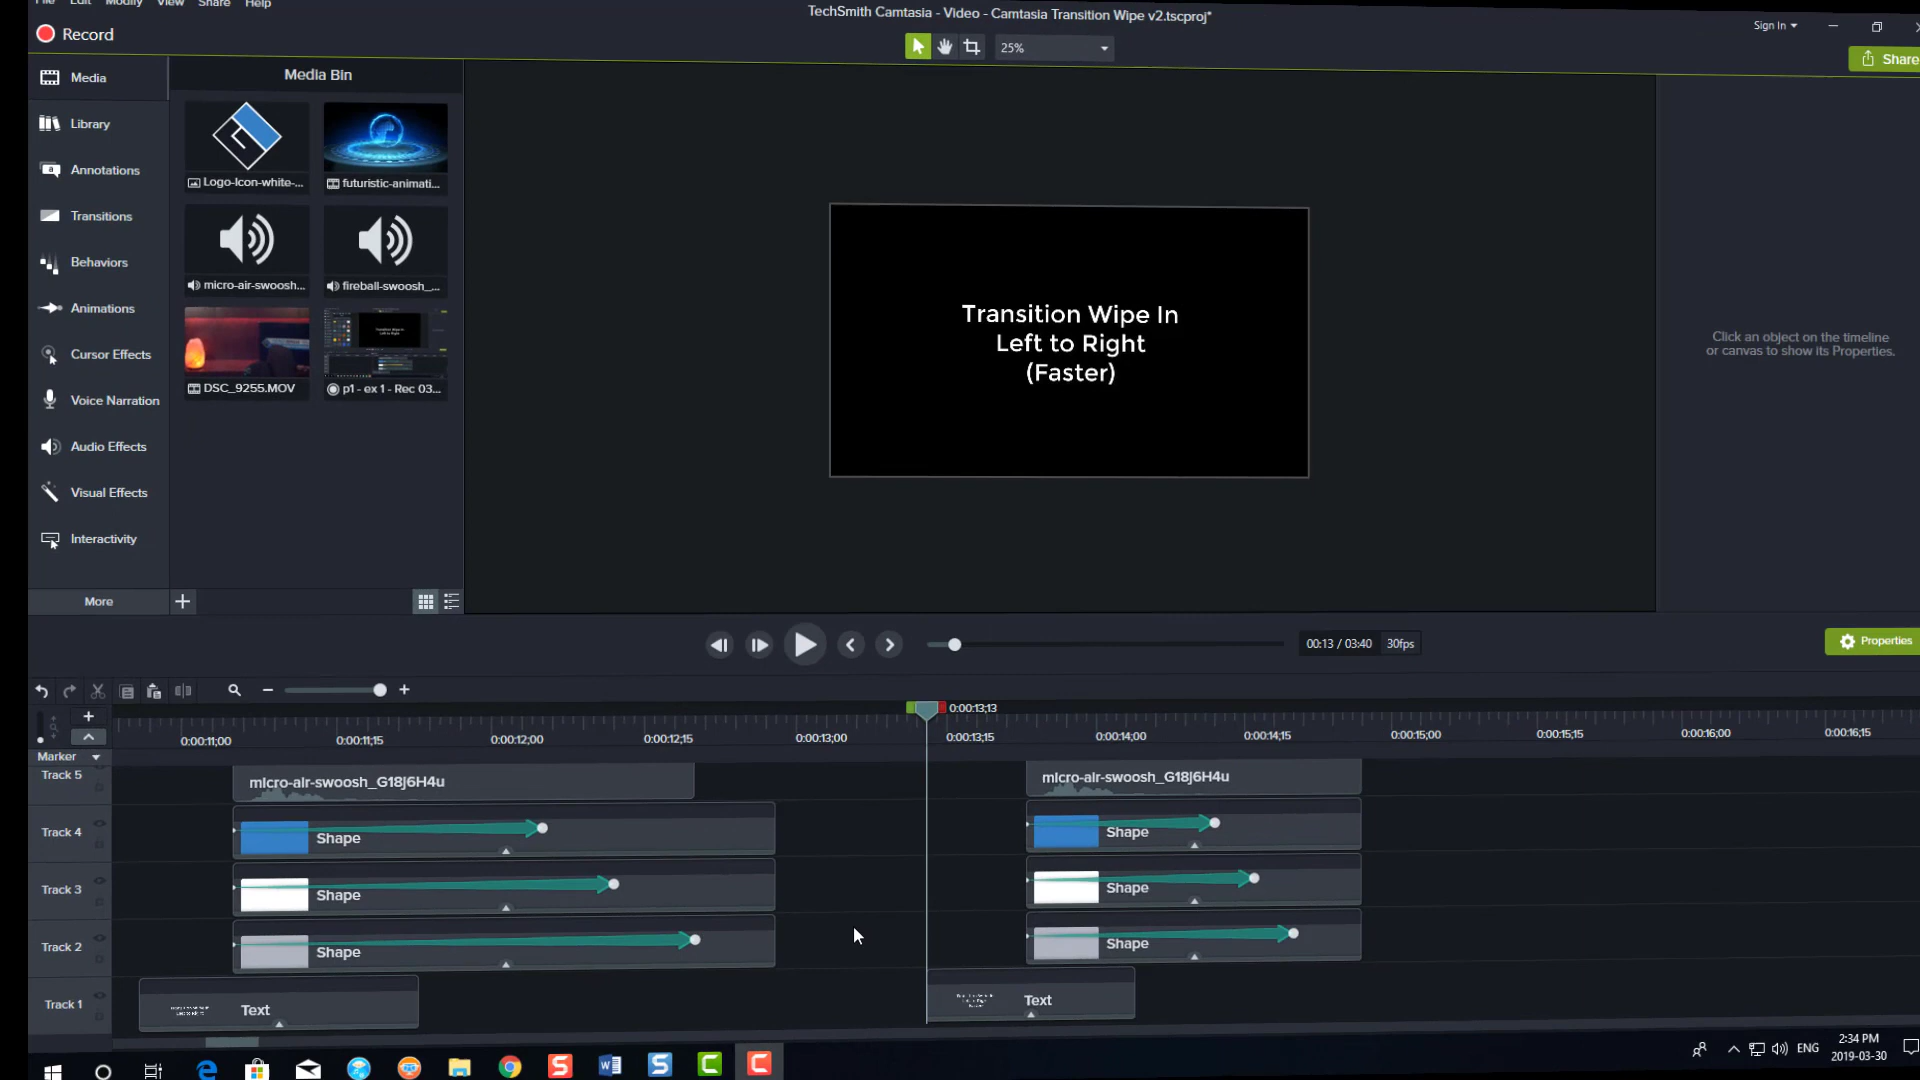 File Edit Modify View Share Help
TechSmith Camtasia - Video - Camtasia Transition Wipe v2.tscproj*
Sign In
Record
25%
Share
Media
Library
Annotations
Transitions
Behaviors
Animations
Cursor Effects
Voice Narration
Audio Effects
Visual Effects
Interactivity
More
Media Bin
Logo-Icon-white-...
futuristic-animati...
micro-air-swoosh...
fireball-swoosh_...
DSC_9255.MOV
p1 - ex 1 - Rec 03...
Transition Wipe In
Left to Right
(Faster)
Click an object on the timeline
or canvas to show its Properties.
00:13 / 03:40
30fps
Properties
0:00:13;13
0:00:11;00
0:00:11;15
0:00:12;00
0:00:12;15
0:00:13;00
0:00:13;15
0:00:14;00
0:00:14;15
0:00:15;00
0:00:15;15
0:00:16;00
0:00:16;15
Marker
Track 5
micro-air-swoosh_G18j6H4u
micro-air-swoosh_G18j6H4u
Track 4
Shape
Shape
Track 3
Shape
Shape
Track 2
Shape
Shape
Track 1
Text
Text
ENG
2:34 PM
2019-03-30